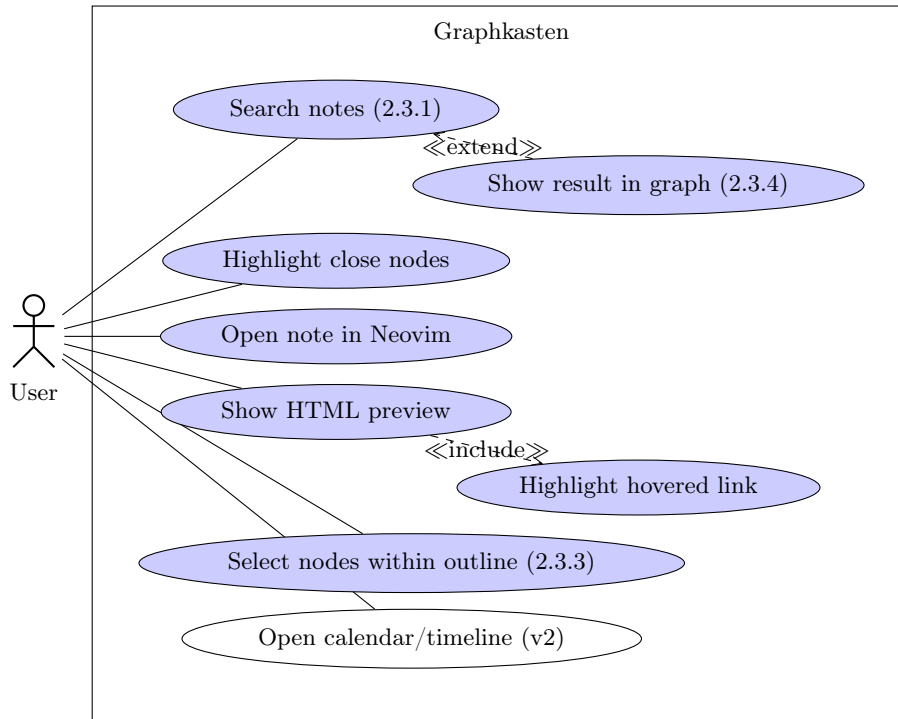 Graphkasten
Search notes (2.3.1)
≪extend≫
Show result in graph (2.3.4)
Highlight close nodes
Open note in Neovim
User
Show HTML preview
≪include≫
Highlight hovered link
Select nodes within outline (2.3.3)
Open calendar/timeline (v2)